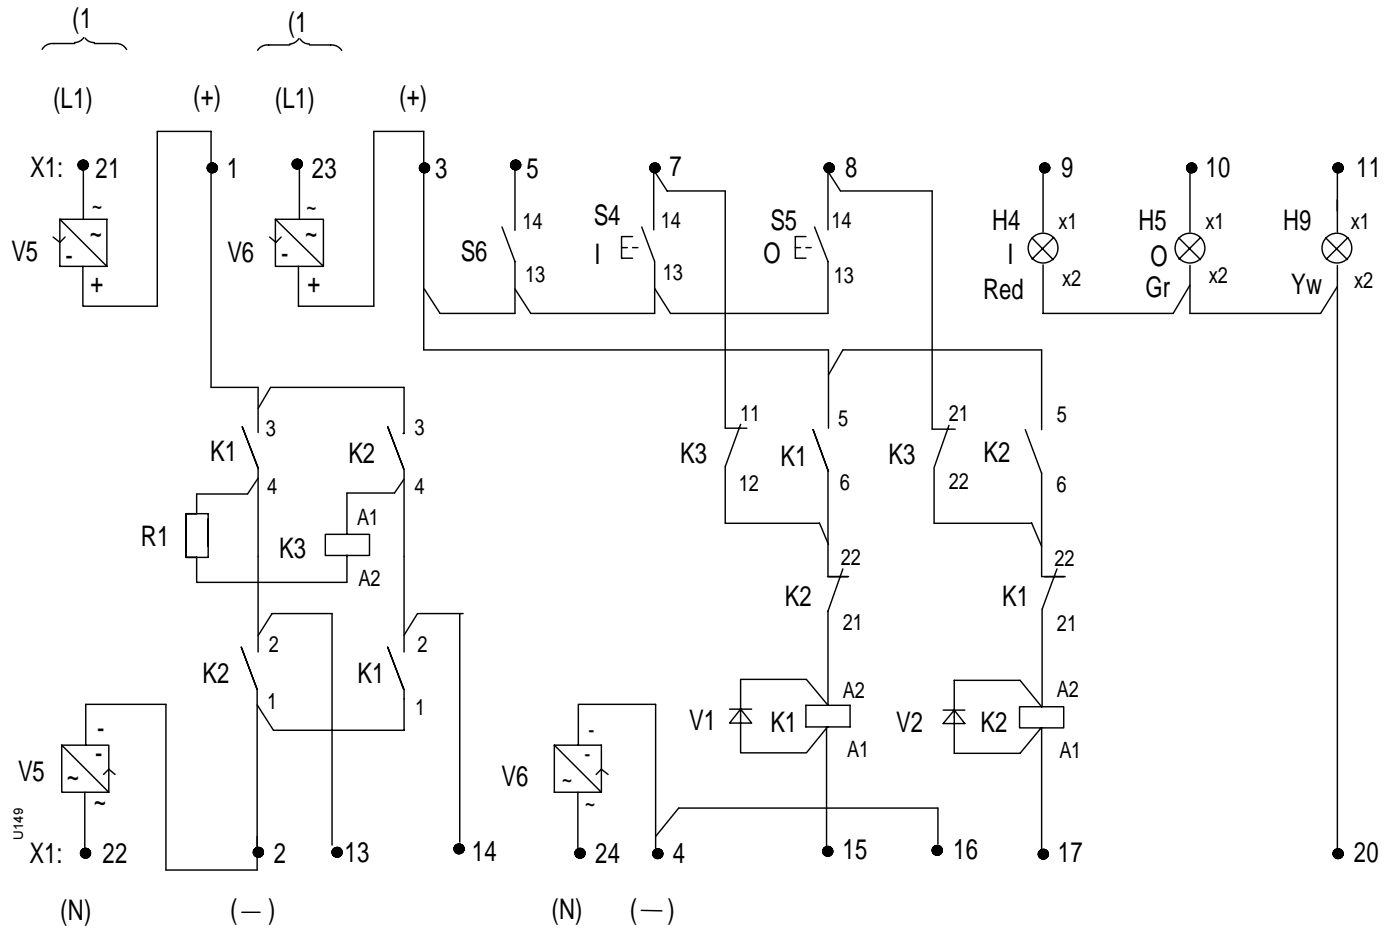 (1 (1
(L1) (+) (L1) (+)
X1: 21 1 23 3 5 7 8 9 10 11
~ ~ 14 S4 14 S5 14 H4 x1 H5 x1 H9 x1
V5 ~ - V6 ~ - S6 I O I O
+ + 13 13 13 Red x2 Gr x2 Yw x2
3 3 11 5 21 5
K1 K2 K3 K1 K3 K2
4 4 12 6 22 6
R1 K3 A1
A2
22 22
K2 K1
21 21
2 2
K2 K1
1 1
A2 A2
V1 K1 V2 K2
A1 A1
- -
V5 - ~ V6 - ~
~ ~
U149
X1: 22 2 13 14 24 4 15 16 17 20
(N) (—) (N) (—)